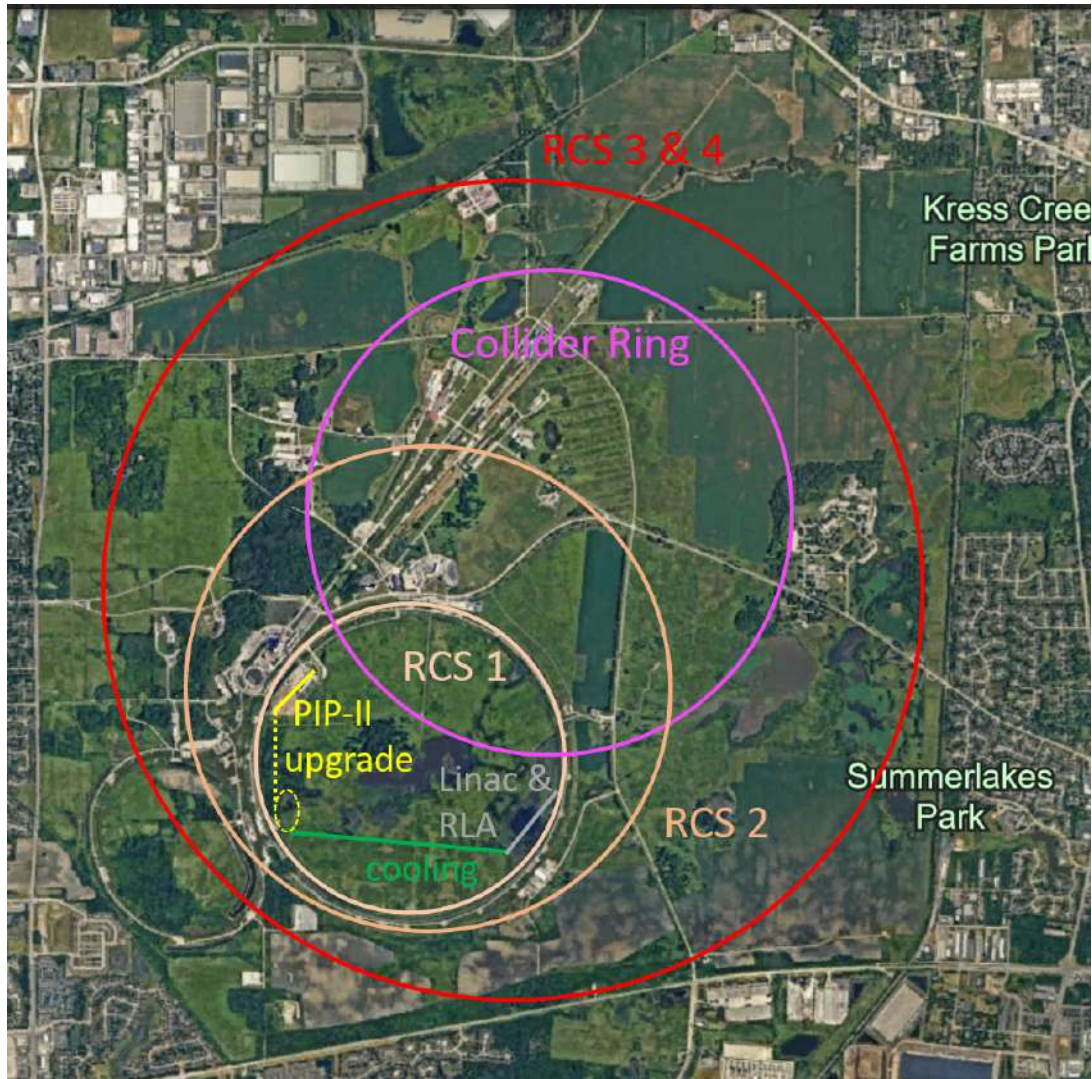 RCS 3 & 4
Kress Cree
Farms Parl
Collider Ring
RCS 1
PIP-II
upgrade
Linac &
RLA
Summerlakes
Park
RCS 2
cooling